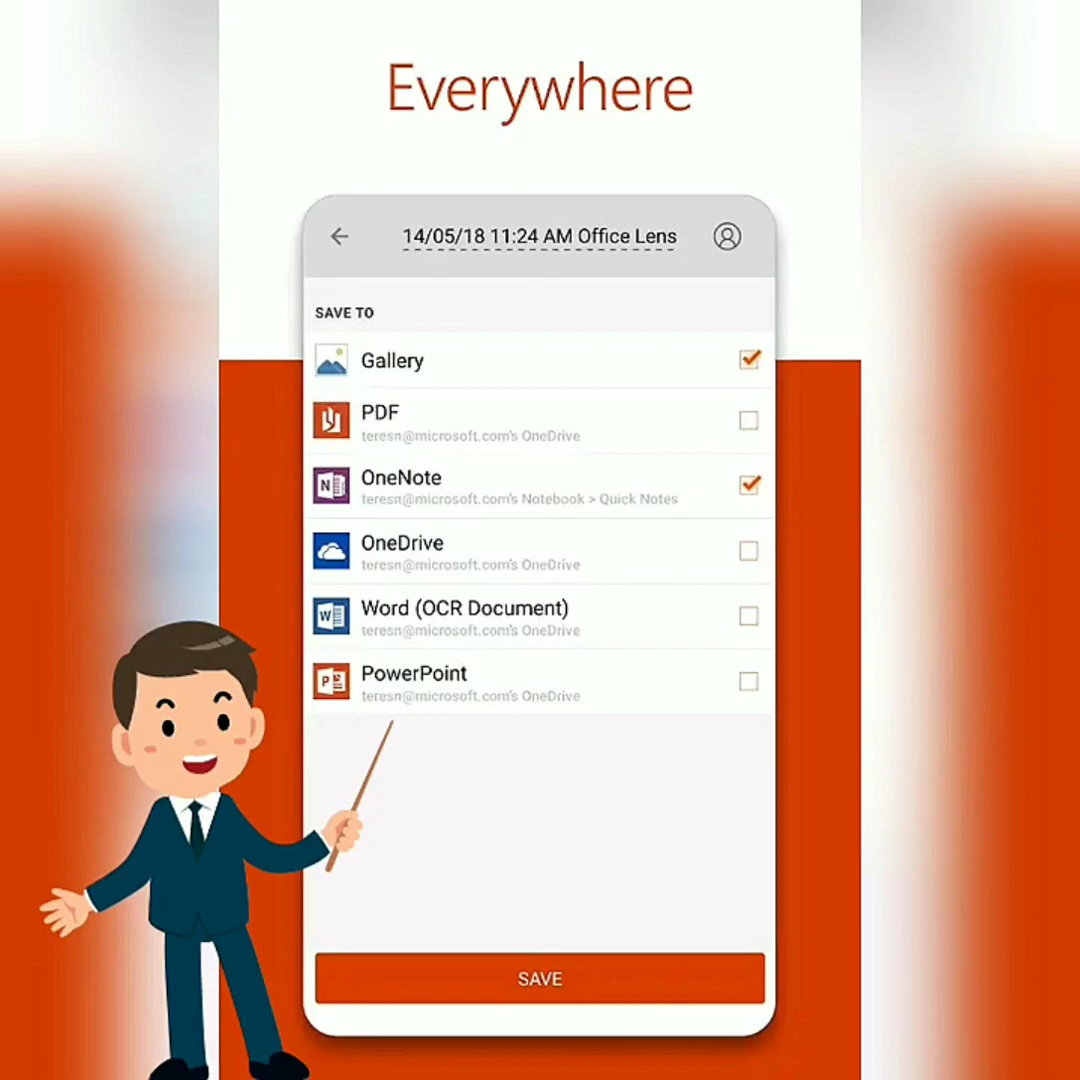 Everywhere
14/05/18 11:24 AM Office Lens
SAVE TO
Gallery
PDF
teresn@microsoft.com's OneDrive
N
OneNote
teresn@microsoft.com's Notebook > Quick Notes
OneDrive
teresn@microsoft.com's OneDrive
W
Word (OCR Document)
teresn@microsoft.com's OneDrive
P
PowerPoint
teresn@microsoft.com's OneDrive
SAVE